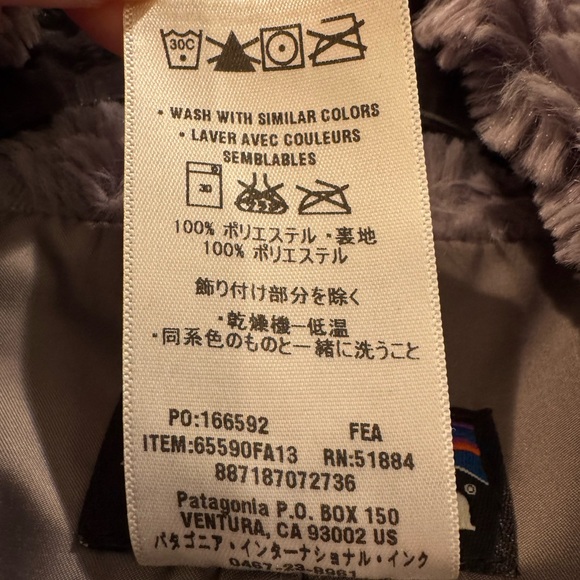 30C
• WASH WITH SIMILAR COLORS
• LAVER AVEC COULEURS
SEMBLABLES
30
100% ポリエステル・裏地
100% ポリエステル
飾り付け部分を除く
・乾燥機ー低温
・同系色のものと一緒に洗うこと
PO:166592 FEA
ITEM:65590FA13 RN:51884
887187072736
Patagonia P.O. BOX 150
VENTURA, CA 93002 US
パタゴニア・インターナショナル・インク
0467-23-8961
®